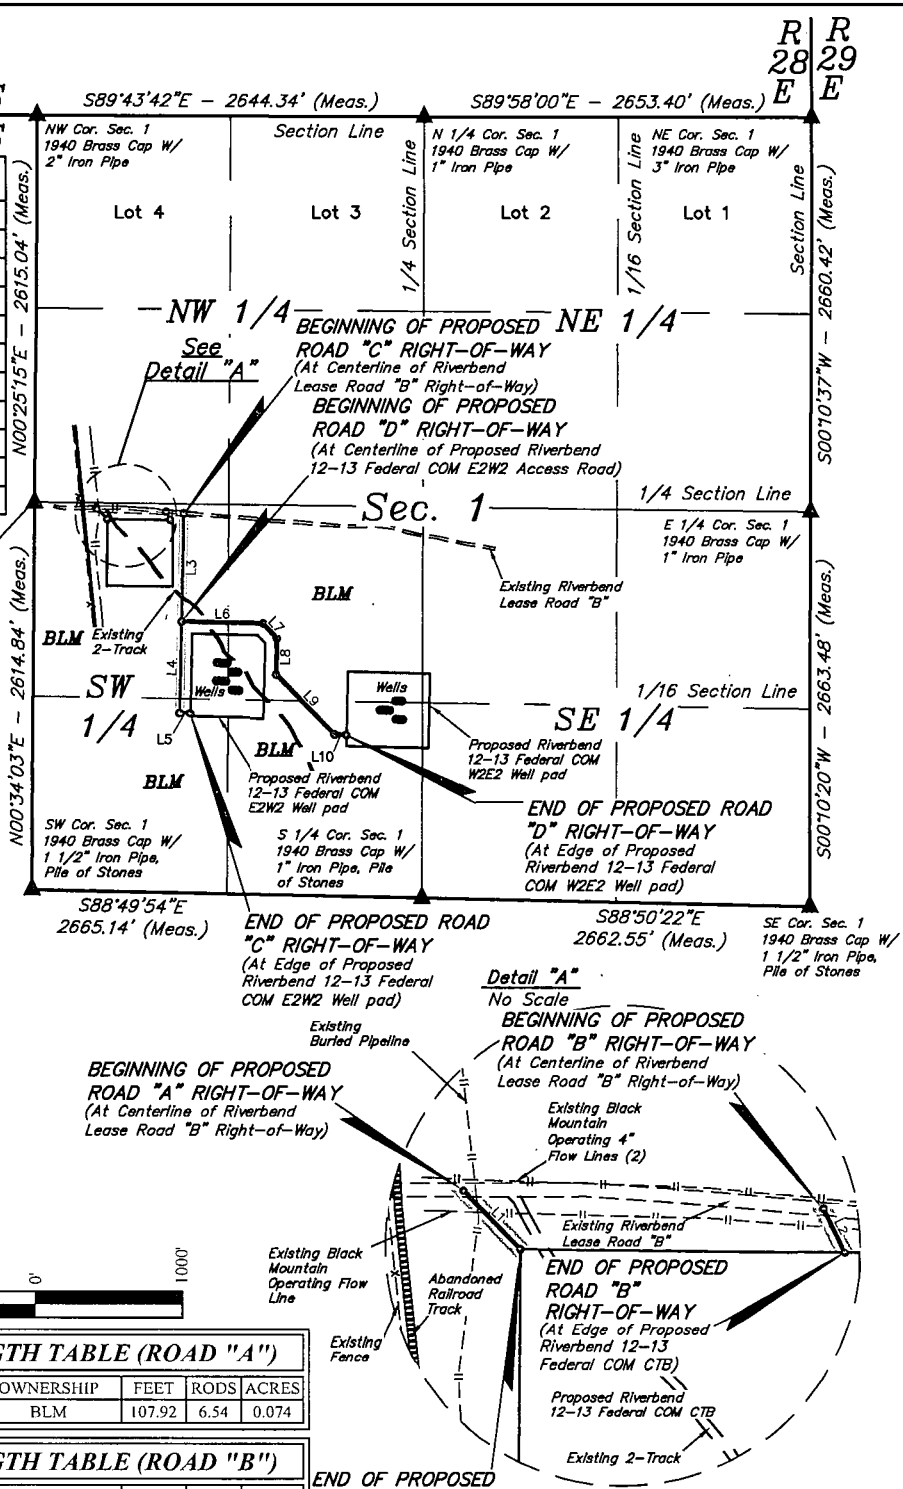 R R
28 29
E E
S89°43'42"E - 2644.34' (Meas.)
S89°58'00"E - 2653.40' (Meas.)
NW Cor. Sec. 1
1940 Brass Cap W/
2" Iron Pipe
Section Line
N 1/4 Cor. Sec. 1
1940 Brass Cap W/
1" Iron Pipe
NE Cor. Sec. 1
1940 Brass Cap W/
3" Iron Pipe
Lot 4
Lot 3
Lot 2
Lot 1
1/4 Section Line
1/16 Section Line
Section Line
N00°25'15"E - 2615.04' (Meas.)
S00°10'37"W - 2660.42' (Meas.)
NW 1/4
NE 1/4
See
Detail "A"
BEGINNING OF PROPOSED
ROAD "C" RIGHT-OF-WAY
(At Centerline of Riverbend
Lease Road "B" Right-of-Way)
BEGINNING OF PROPOSED
ROAD "D" RIGHT-OF-WAY
(At Centerline of Proposed Riverbend
12-13 Federal COM E2W2 Access Road)
Sec. 1
1/4 Section Line
E 1/4 Cor. Sec. 1
1940 Brass Cap W/
1" Iron Pipe
Existing Riverbend
Lease Road "B"
BLM
L3
L6
L7
L8
L4
L9
L5
L10
BLM
Existing
2-Track
Wells
Wells
SW
1/4
1/16 Section Line
SE 1/4
N00°34'03"E - 2614.84' (Meas.)
S00°10'20"W - 2663.48' (Meas.)
BLM
BLM
Proposed Riverbend
12-13 Federal COM
E2W2 Well pad
Proposed Riverbend
12-13 Federal COM
W2E2 Well pad
END OF PROPOSED ROAD
"D" RIGHT-OF-WAY
(At Edge of Proposed
Riverbend 12-13 Federal
COM W2E2 Well pad)
SW Cor. Sec. 1
1940 Brass Cap W/
1 1/2" Iron Pipe,
Pile of Stones
S 1/4 Cor. Sec. 1
1940 Brass Cap W/
1" Iron Pipe, Pile
of Stones
S88°49'54"E
2665.14' (Meas.)
S88°50'22"E
2662.55' (Meas.)
SE Cor. Sec. 1
1940 Brass Cap W/
1 1/2" Iron Pipe,
Pile of Stones
END OF PROPOSED ROAD
"C" RIGHT-OF-WAY
(At Edge of Proposed
Riverbend 12-13 Federal
COM E2W2 Well pad)
Detail "A"
No Scale
Existing
Buried Pipeline
BEGINNING OF PROPOSED
ROAD "B" RIGHT-OF-WAY
(At Centerline of Riverbend
Lease Road "B" Right-of-Way)
BEGINNING OF PROPOSED
ROAD "A" RIGHT-OF-WAY
(At Centerline of Riverbend
Lease Road "B" Right-of-Way)
Existing Black
Mountain
Operating 4"
Flow Lines (2)
Existing Riverbend
Lease Road "B"
Existing Black
Mountain
Operating Flow
Line
Abandoned
Railroad
Track
Existing
Fence
END OF PROPOSED
ROAD "B"
RIGHT-OF-WAY
(At Edge of Proposed
Riverbend 12-13
Federal COM CTB)
Proposed Riverbend
12-13 Federal COM CTB
Existing 2-Track
0'
1000'
GTH TABLE (ROAD "A")
OWNERSHIP FEET RODS ACRES
BLM 107.92 6.54 0.074
GTH TABLE (ROAD "B")
END OF PROPOSED